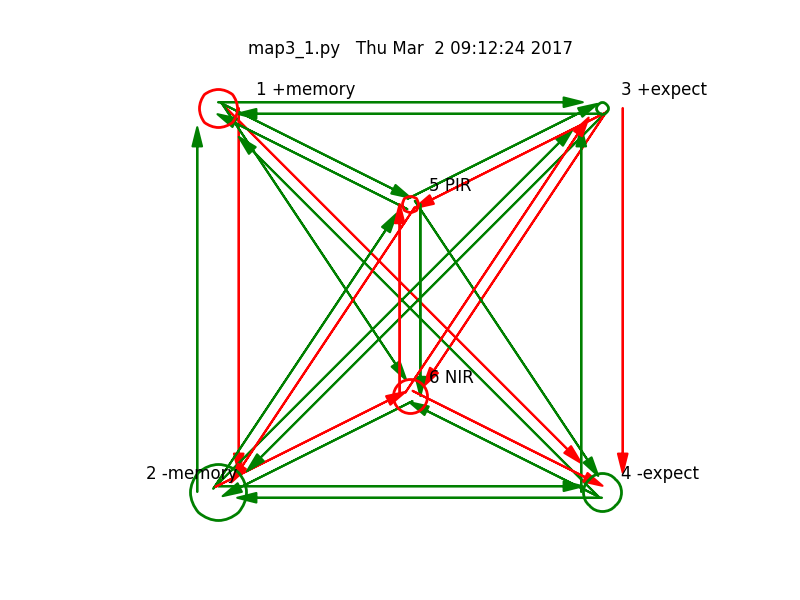 map3_1.py   Thu Mar  2 09:12:24 2017
1 +memory
3 +expect
5 PIR
6 NIR
2 -memory
4 -expect